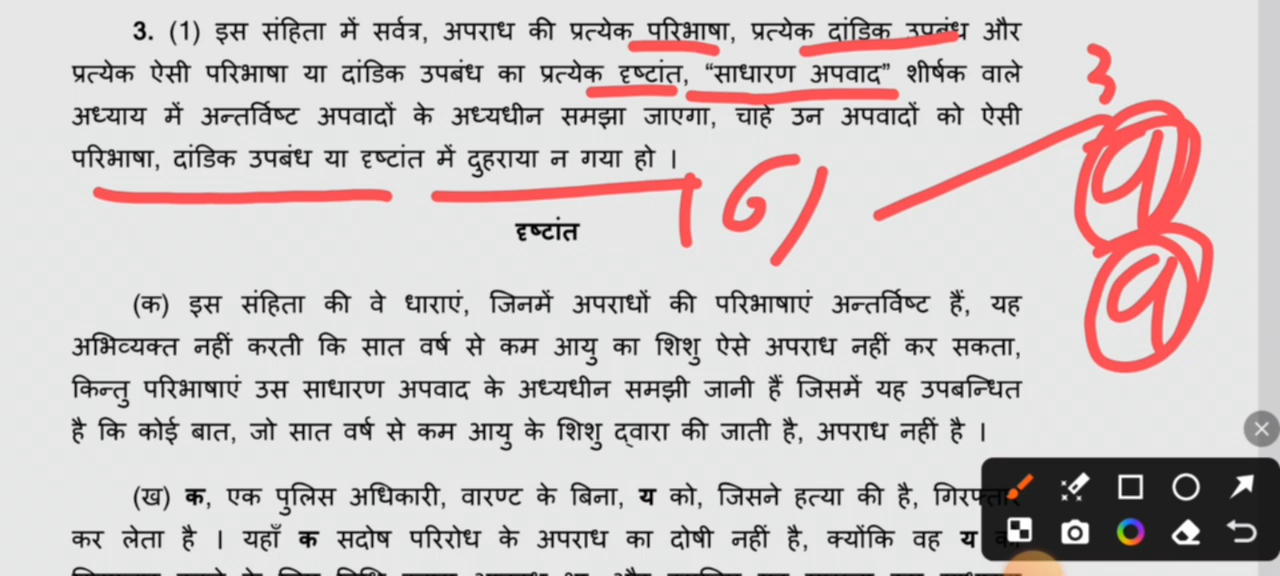 3. (1) इस संहिता में सर्वत्र, अपराध की प्रत्येक परिभाषा, प्रत्येक दांडिक उपबंध और
प्रत्येक ऐसी परिभाषा या दांडिक उपबंध का प्रत्येक दृष्टांत, “साधारण अपवाद” शीर्षक वाले
अध्याय में अन्तर्विष्ट अपवादों के अध्यधीन समझा जाएगा, चाहे उन अपवादों को ऐसी
परिभाषा, दांडिक उपबंध या दृष्टांत में दुहराया न गया हो ।
दृष्टांत
(क) इस संहिता की वे धाराएं, जिनमें अपराधों की परिभाषाएं अन्तर्विष्ट हैं, यह
अभिव्यक्त नहीं करती कि सात वर्ष से कम आयु का शिशु ऐसे अपराध नहीं कर सकता,
किन्तु परिभाषाएं उस साधारण अपवाद के अध्यधीन समझी जानी हैं जिसमें यह उपबन्धित
है कि कोई बात, जो सात वर्ष से कम आयु के शिशु द्वारा की जाती है, अपराध नहीं है ।
(ख) क, एक पुलिस अधिकारी, वारण्ट के बिना, य को, जिसने हत्या की है, गिरफ्तार
कर लेता है । यहाँ क सदोष परिरोध के अपराध का दोषी नहीं है, क्योंकि वह य